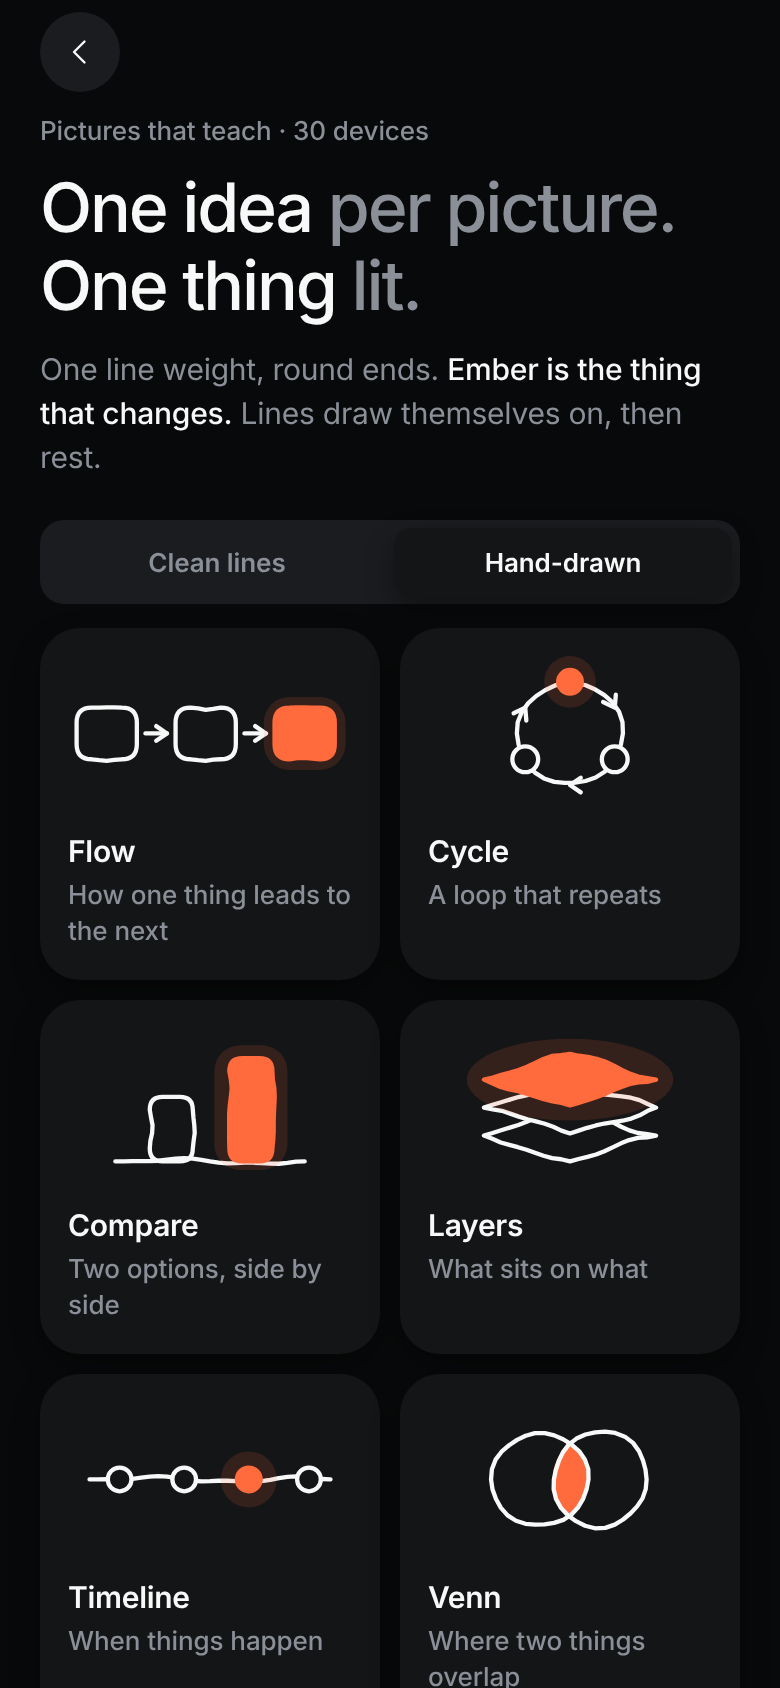 Pictures that teach · 30 devices
One idea per picture.
One thing lit.
One line weight, round ends. Ember is the thing
that changes. Lines draw themselves on, then
rest.
Clean lines
Hand-drawn
Flow
How one thing leads to
the next
Cycle
A loop that repeats
Compare
Two options, side by
side
Layers
What sits on what
Timeline
When things happen
Venn
Where two things
overlap